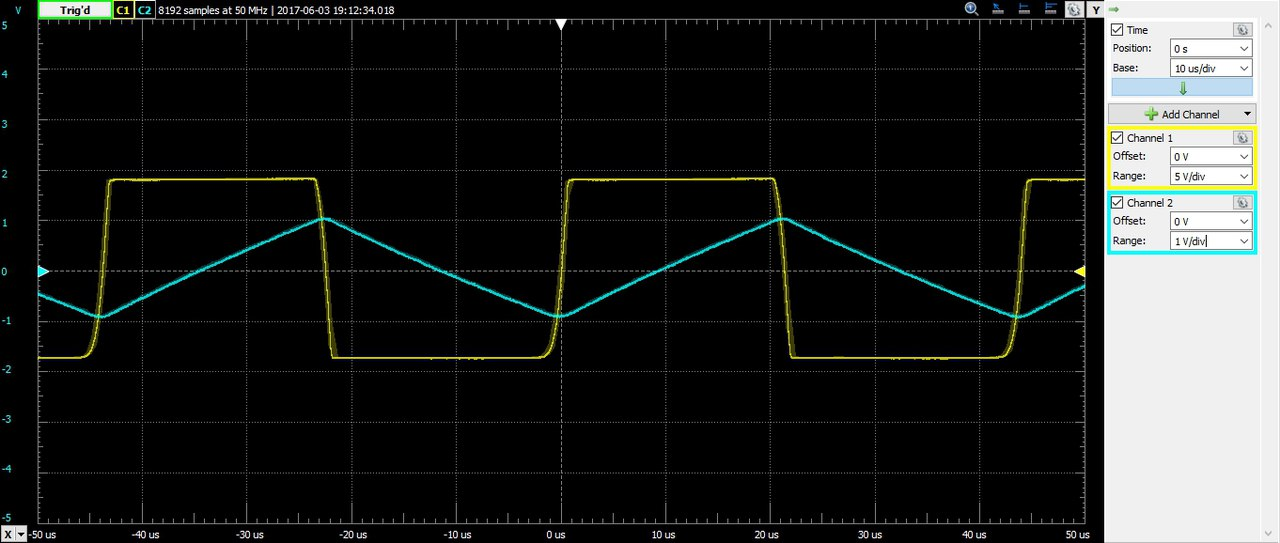 V Trig'd C1 C2 8192 samples at 50 MHz | 2017-06-03 19:12:34.018 Y
5
4
3
2
1
0
-1
-2
-3
-4
-5
X -50 us -40 us -30 us -20 us -10 us 0 us 10 us 20 us 30 us 40 us 50 us
Time
Position: 0 s
Base: 10 us/div
Add Channel
Channel 1
Offset: 0 V
Range: 5 V/div
Channel 2
Offset: 0 V
Range: 1 V/div